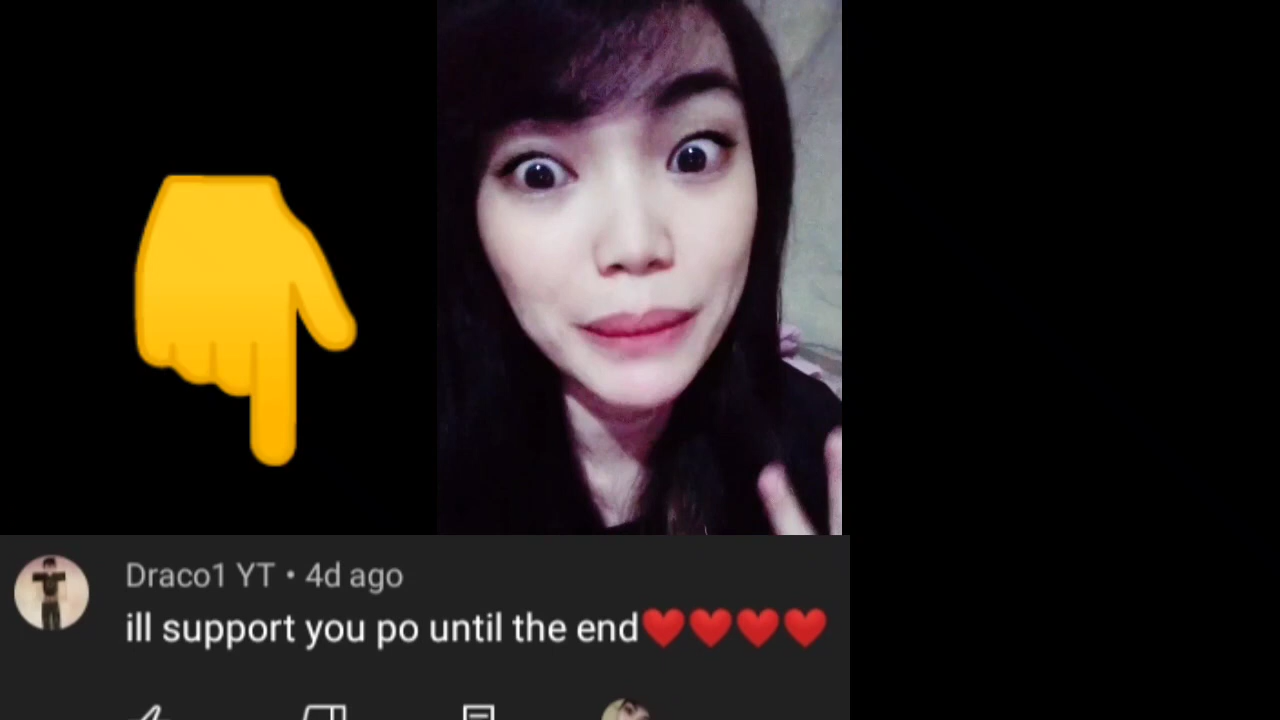 Draco1 YT • 4d ago
ill support you po until the end❤️❤️❤️❤️